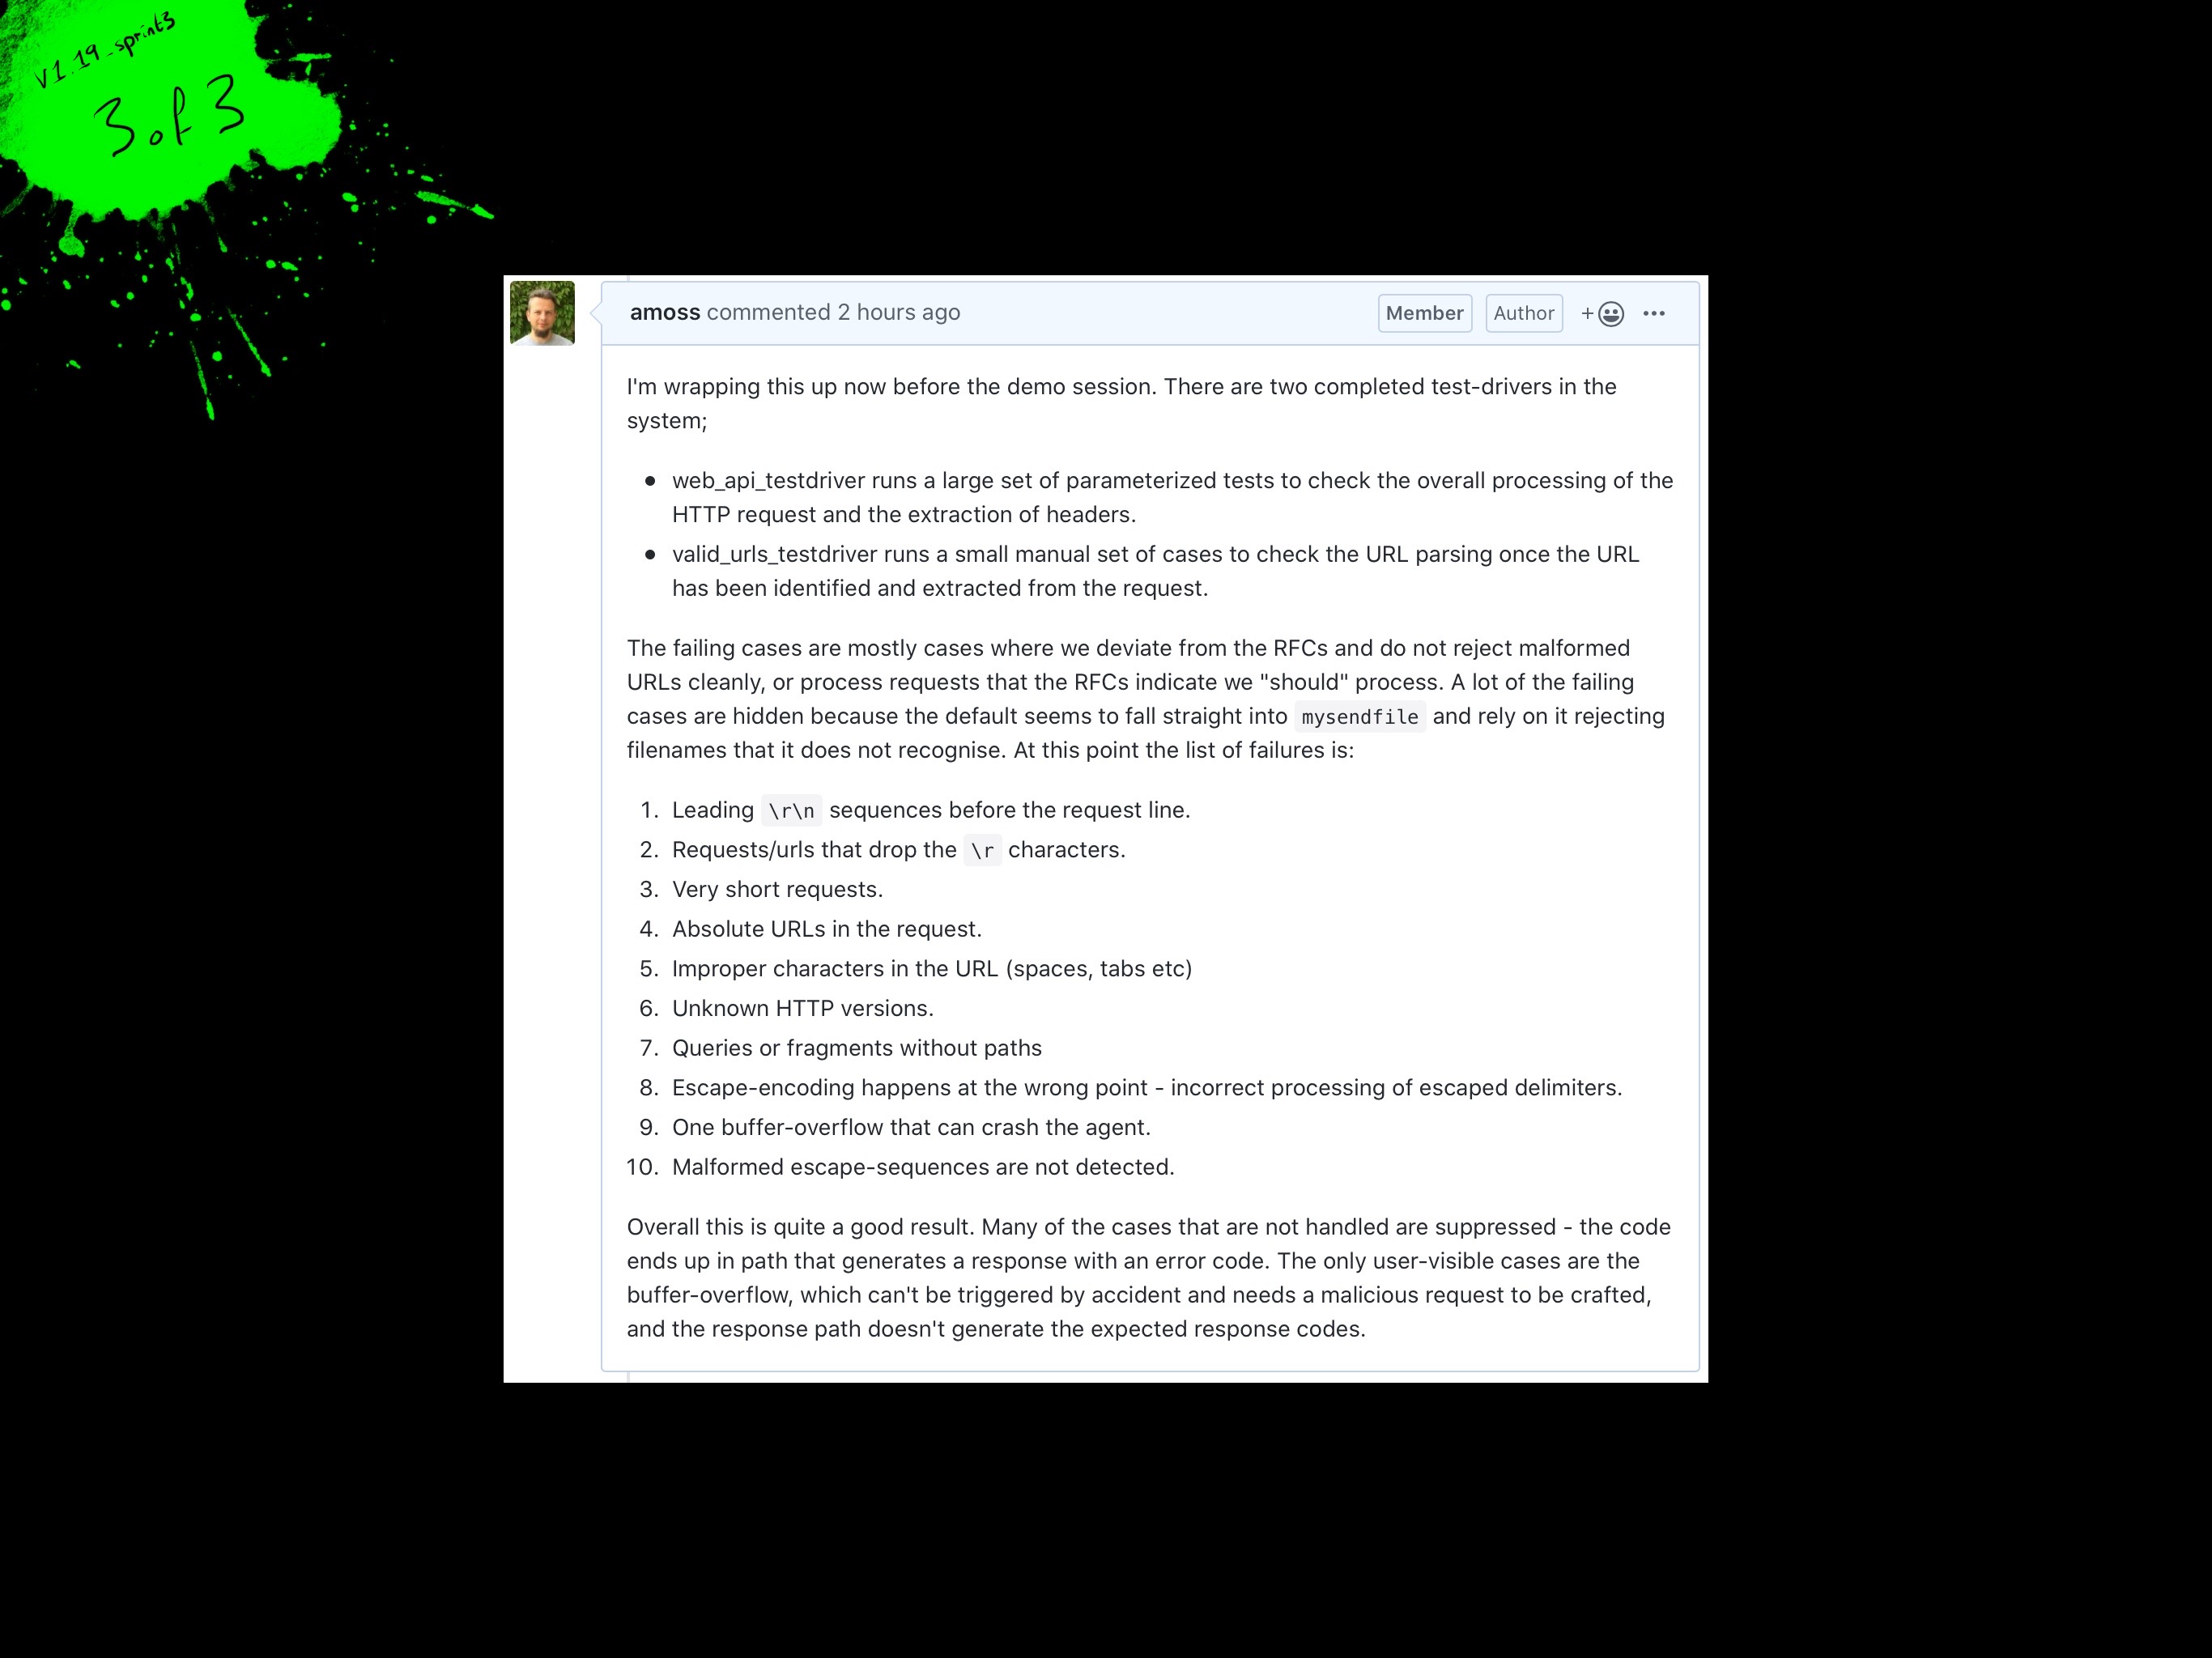 v1.19_sprint3
3 of 3
amoss commented 2 hours ago
Member
Author
I'm wrapping this up now before the demo session. There are two completed test-drivers in the
system;
• web_api_testdriver runs a large set of parameterized tests to check the overall processing of the
HTTP request and the extraction of headers.
• valid_urls_testdriver runs a small manual set of cases to check the URL parsing once the URL
has been identified and extracted from the request.
The failing cases are mostly cases where we deviate from the RFCs and do not reject malformed
URLs cleanly, or process requests that the RFCs indicate we "should" process. A lot of the failing
cases are hidden because the default seems to fall straight into mysendfile and rely on it rejecting
filenames that it does not recognise. At this point the list of failures is:
1. Leading \r\n sequences before the request line.
2. Requests/urls that drop the \r characters.
3. Very short requests.
4. Absolute URLs in the request.
5. Improper characters in the URL (spaces, tabs etc)
6. Unknown HTTP versions.
7. Queries or fragments without paths
8. Escape-encoding happens at the wrong point - incorrect processing of escaped delimiters.
9. One buffer-overflow that can crash the agent.
10. Malformed escape-sequences are not detected.
Overall this is quite a good result. Many of the cases that are not handled are suppressed - the code
ends up in path that generates a response with an error code. The only user-visible cases are the
buffer-overflow, which can't be triggered by accident and needs a malicious request to be crafted,
and the response path doesn't generate the expected response codes.